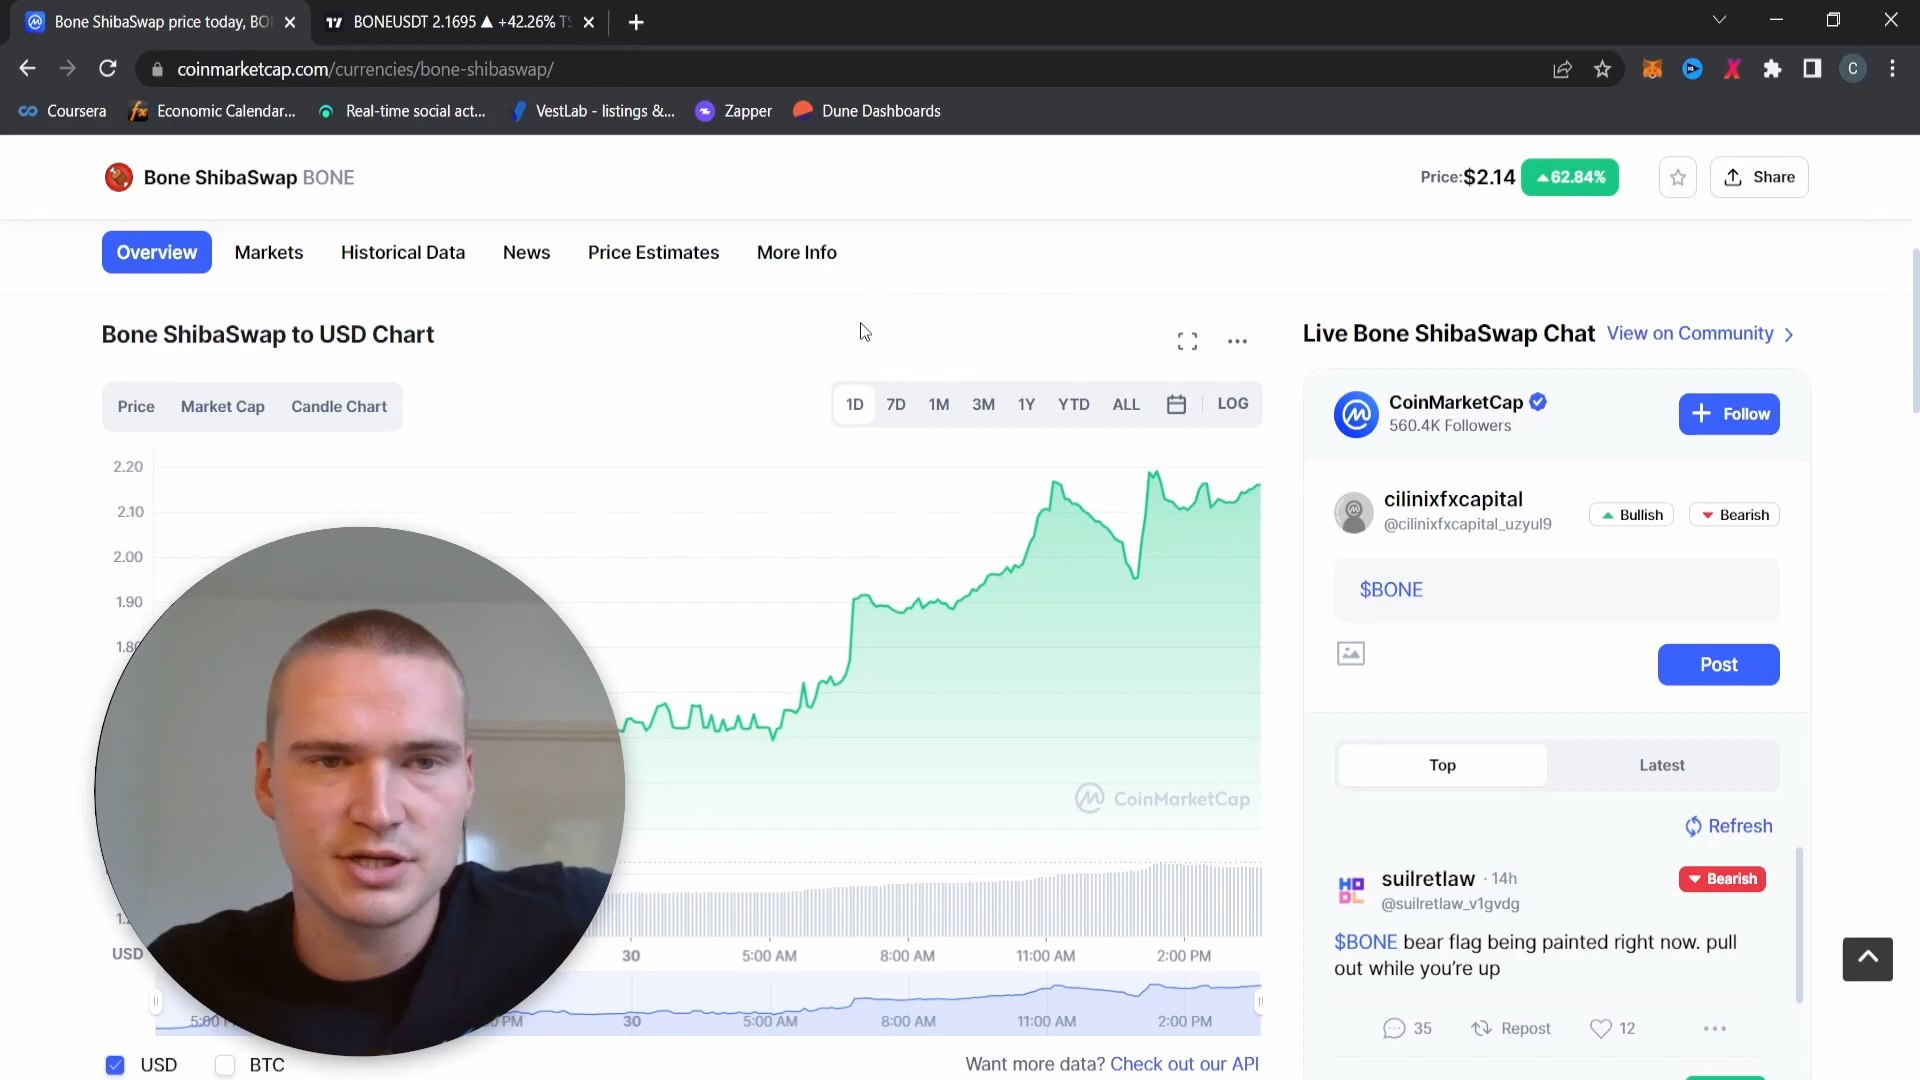 Bone ShibaSwap price today, BO
BONEUSDT 2.1695 ▲ +42.26% TS
coinmarketcap.com/currencies/bone-shibaswap/
C
Coursera
Economic Calendar...
Real-time social act...
VestLab - listings &...
Zapper
Dune Dashboards
Bone ShibaSwap BONE
Price:$2.14
▲62.84%
Share
Overview
Markets
Historical Data
News
Price Estimates
More Info
Bone ShibaSwap to USD Chart
Live Bone ShibaSwap Chat
View on Community
Price
Market Cap
Candle Chart
1D
7D
1M
3M
1Y
YTD
ALL
LOG
CoinMarketCap
560.4K Followers
+ Follow
cilinixfxcapital
@cilinixfxcapital_uzyul9
Bullish
Bearish
$BONE
Post
2.20
2.10
2.00
1.90
CoinMarketCap
USD
30
5:00 AM
8:00 AM
11:00 AM
2:00 PM
30
5:00 AM
8:00 AM
11:00 AM
2:00 PM
USD
BTC
Want more data? Check out our API
Top
Latest
Refresh
HODL
suilretlaw · 14h
@suilretlaw_v1gvdg
Bearish
$BONE bear flag being painted right now. pull
out while you're up
35
Repost
12